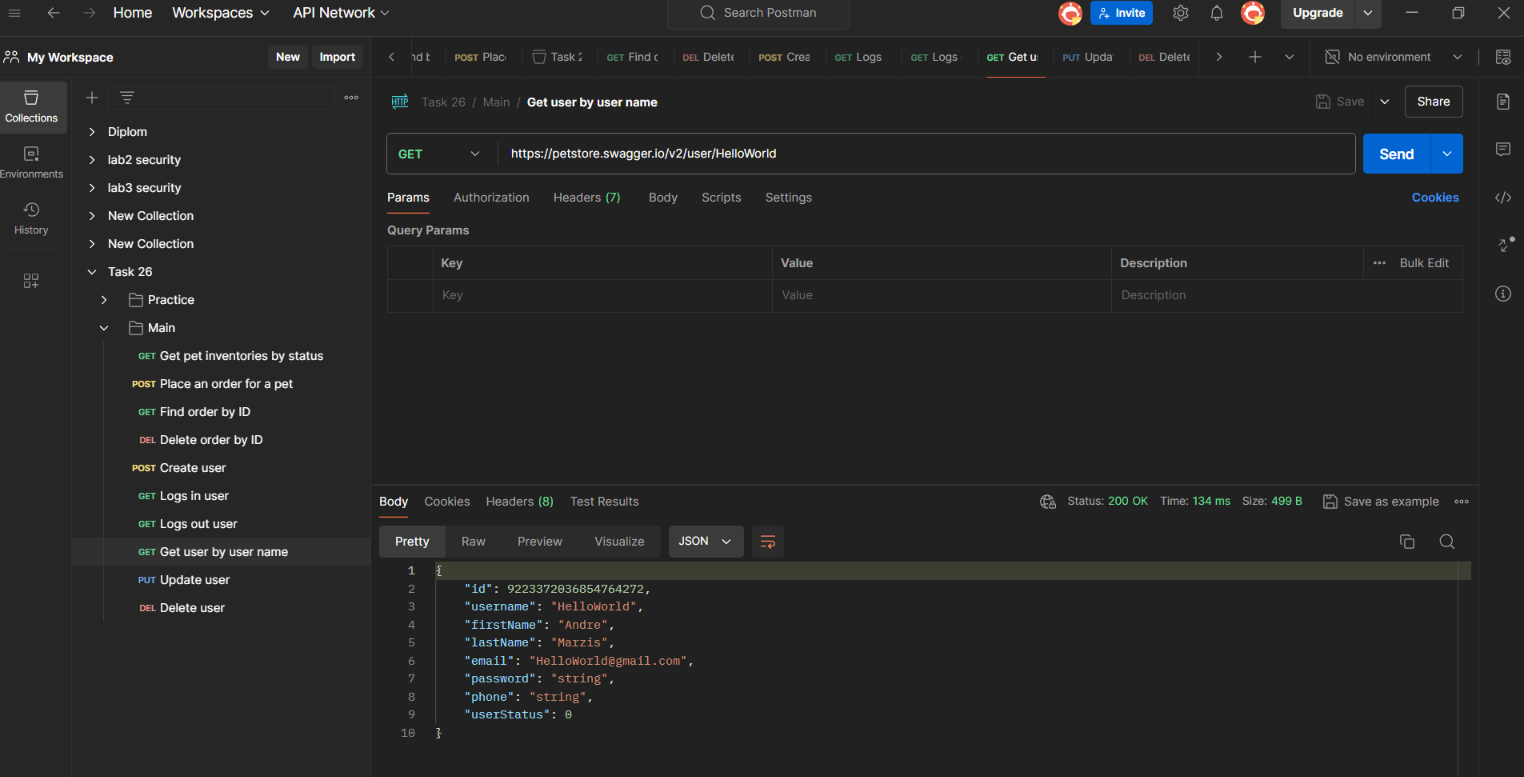 Home Workspaces API Network Search Postman Invite Upgrade
My Workspace New Import
nd b POST Plac Task 2 GET Find o DEL Delete POST Crea GET Logs GET Logs GET Get us PUT Upda DEL Delete No environment
Collections
Environments
History
Diplom
lab2 security
lab3 security
New Collection
New Collection
Task 26
Practice
Main
GET Get pet inventories by status
POST Place an order for a pet
GET Find order by ID
DEL Delete order by ID
POST Create user
GET Logs in user
GET Logs out user
GET Get user by user name
PUT Update user
DEL Delete user
HTTP Task 26 / Main / Get user by user name Save Share
GET https://petstore.swagger.io/v2/user/HelloWorld Send
Params Authorization Headers (7) Body Scripts Settings Cookies
Query Params
Key Value Description Bulk Edit
Key Value Description
Body Cookies Headers (8) Test Results Status: 200 OK Time: 134 ms Size: 499 B Save as example
Pretty Raw Preview Visualize JSON
1 {
2 "id": 9223372036854764272,
3 "username": "HelloWorld",
4 "firstName": "Andre",
5 "lastName": "Marzis",
6 "email": "HelloWorld@gmail.com",
7 "password": "string",
8 "phone": "string",
9 "userStatus": 0
10 }